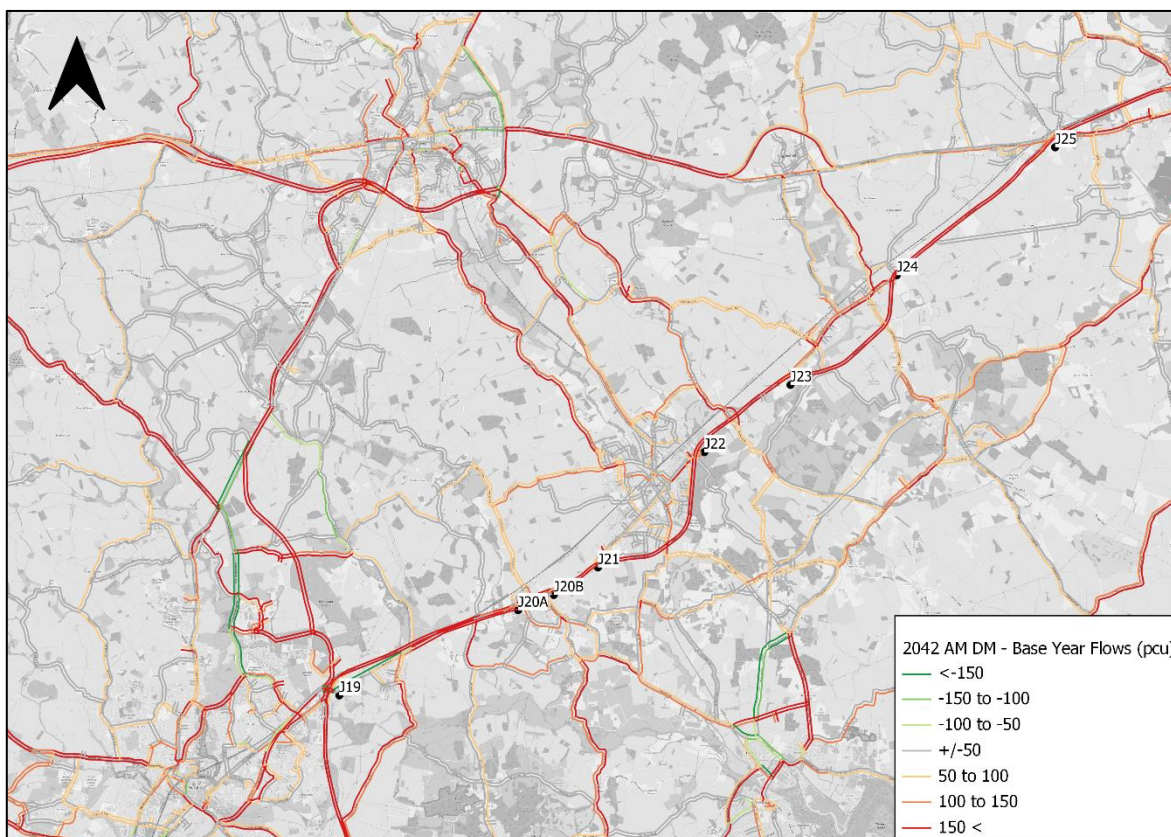 J25
J24
J23
J22
J21
J20B
J20A
J19
2042 AM DM - Base Year Flows (pcu)
<-150
-150 to -100
-100 to -50
+/-50
50 to 100
100 to 150
150 <